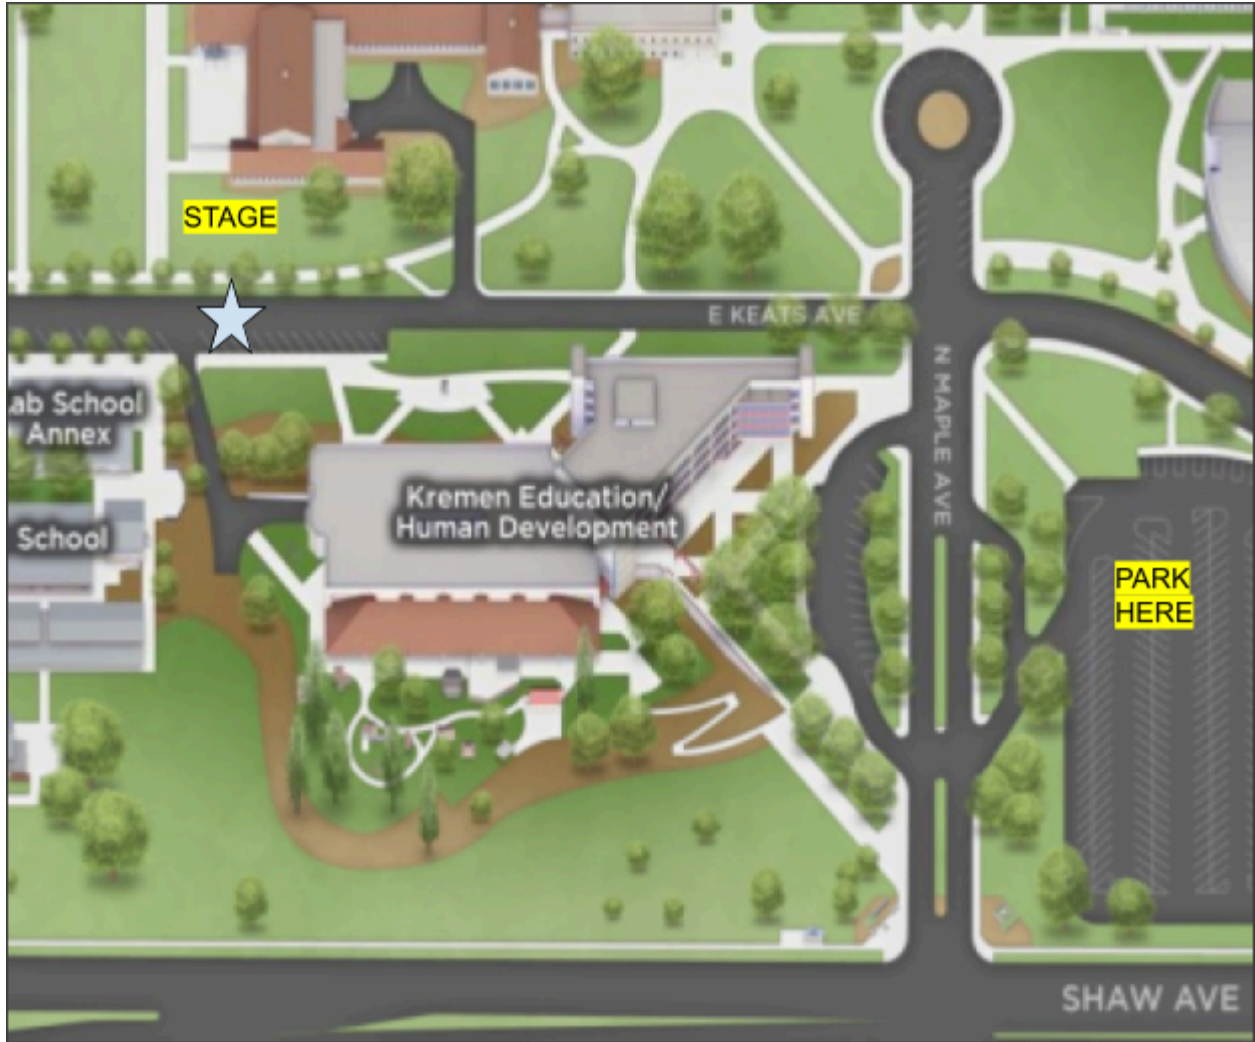 STAGE
E KEATS AVE
N MAPLE AVE
ab School
Annex
Kremen Education/
Human Development
School
PARK
HERE
SHAW AVE